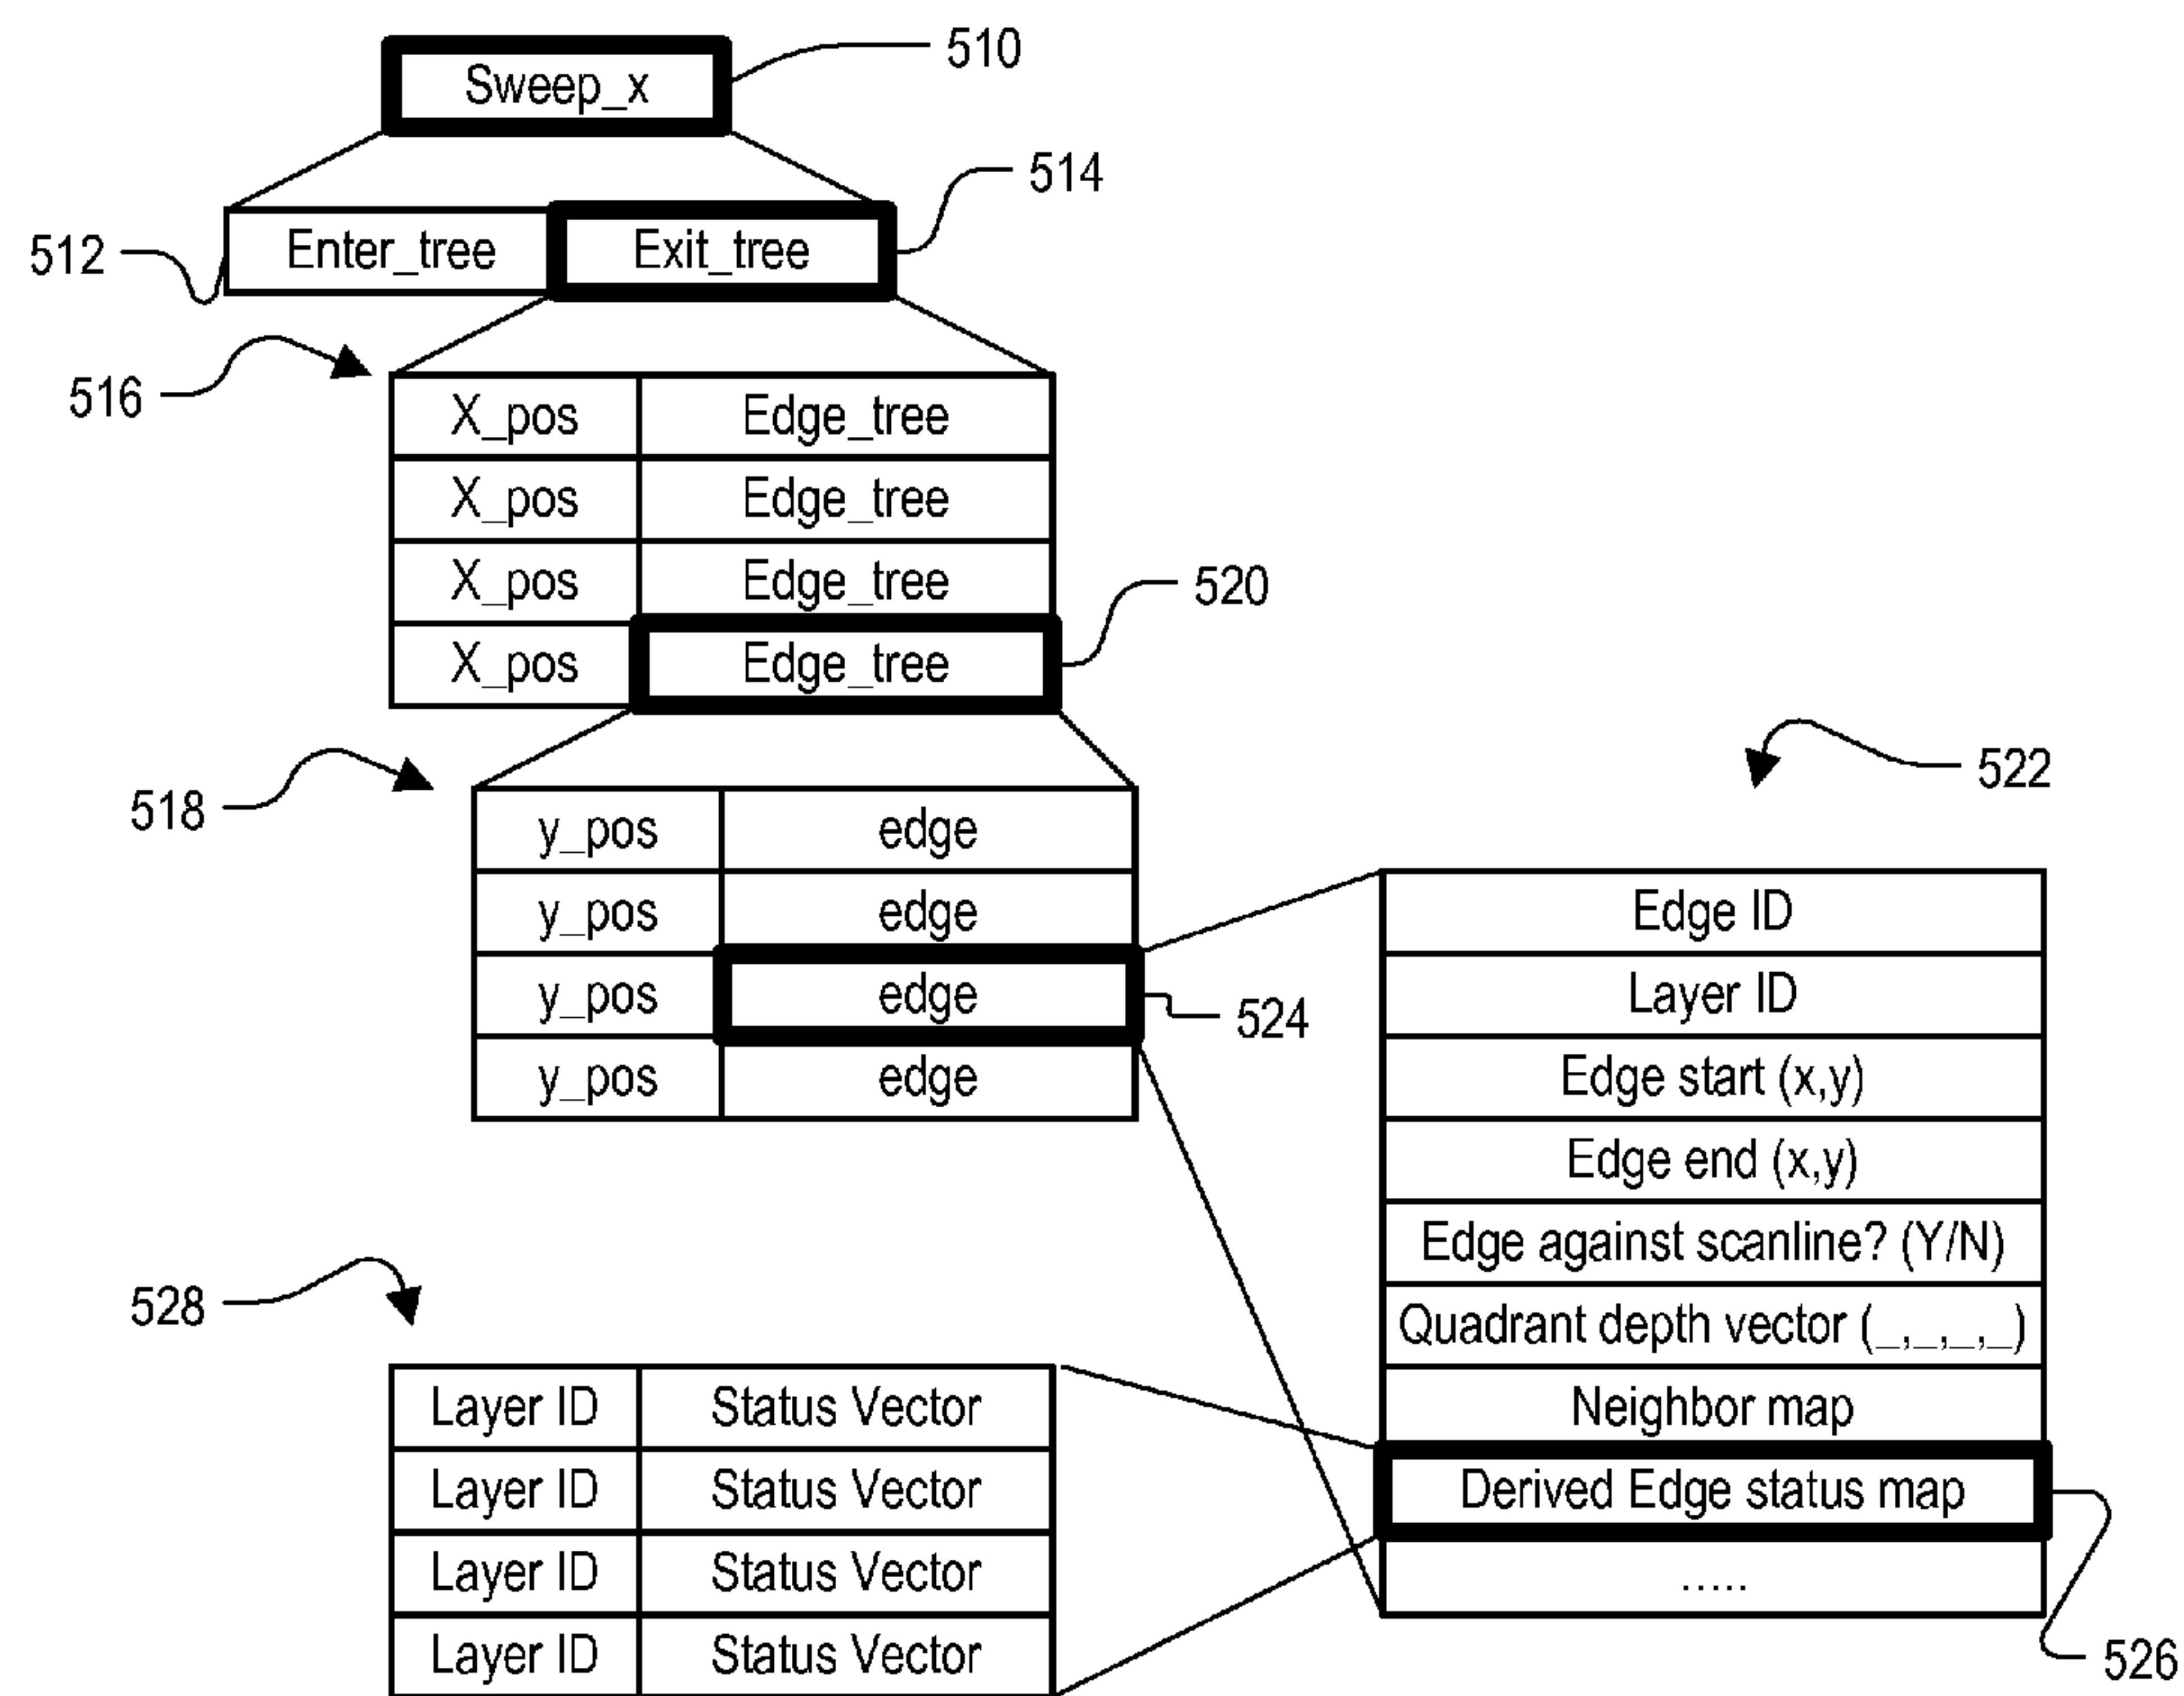 Sweep_x
510
514
512
Enter_tree Exit_tree
516
X_pos Edge_tree
X_pos Edge_tree
X_pos Edge_tree
520
X_pos Edge_tree
518
y_pos edge
y_pos edge
y_pos edge
524
y_pos edge
522
Edge ID
Layer ID
Edge start (x,y)
Edge end (x,y)
Edge against scanline? (Y/N)
Quadrant depth vector (_,_,_,_)
Neighbor map
Derived Edge status map
.....
526
528
Layer ID Status Vector
Layer ID Status Vector
Layer ID Status Vector
Layer ID Status Vector